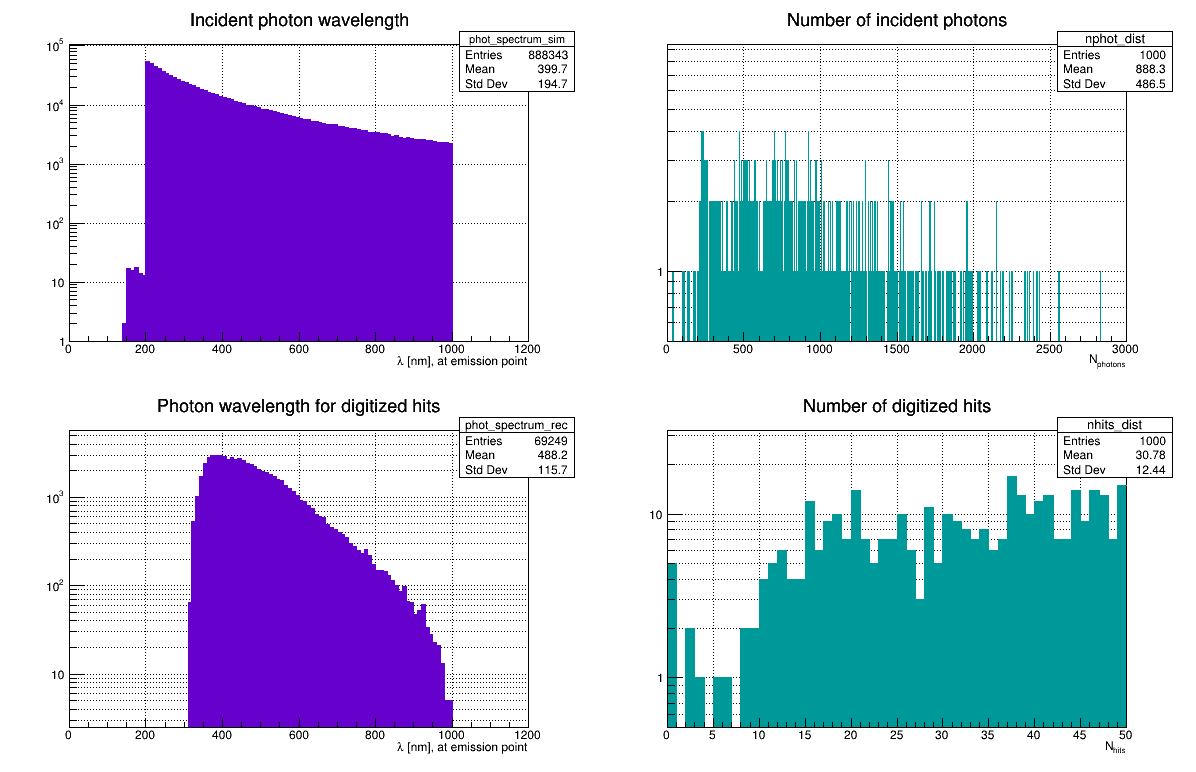 Incident photon wavelength
phot_spectrum_sim
Entries 888343
Mean 399.7
Std Dev 194.7
10^5
10^4
10^3
10^2
10
1
0 200 400 600 800 1000 1200
λ [nm], at emission point
Number of incident photons
nphot_dist
Entries 1000
Mean 888.3
Std Dev 486.5
1
0 500 1000 1500 2000 2500 3000
N_photons
Photon wavelength for digitized hits
phot_spectrum_rec
Entries 69249
Mean 488.2
Std Dev 115.7
10^3
10^2
10
0 200 400 600 800 1000 1200
λ [nm], at emission point
Number of digitized hits
nhits_dist
Entries 1000
Mean 30.78
Std Dev 12.44
10
1
0 5 10 15 20 25 30 35 40 45 50
N_hits